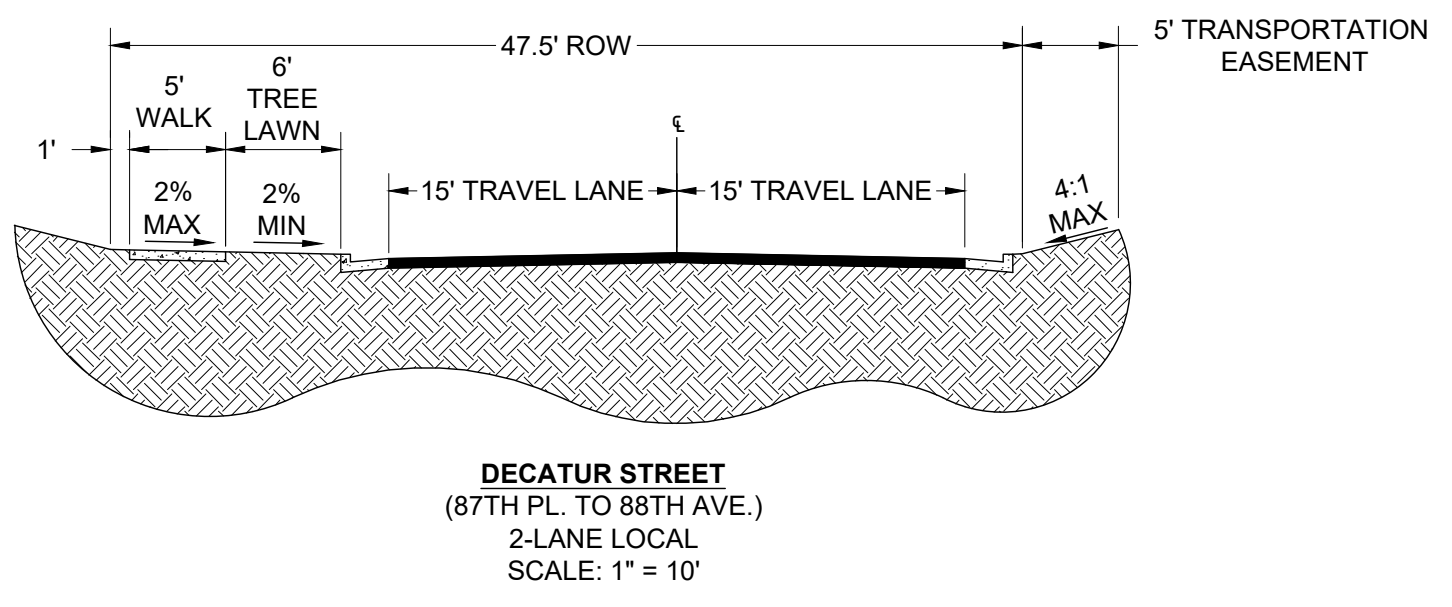 47.5' ROW
5' TRANSPORTATION
EASEMENT
5'
WALK
6'
TREE
LAWN
1'
℄
2%
MAX
2%
MIN
15' TRAVEL LANE
15' TRAVEL LANE
4:1
MAX
DECATUR STREET
(87TH PL. TO 88TH AVE.)
2-LANE LOCAL
SCALE: 1" = 10'